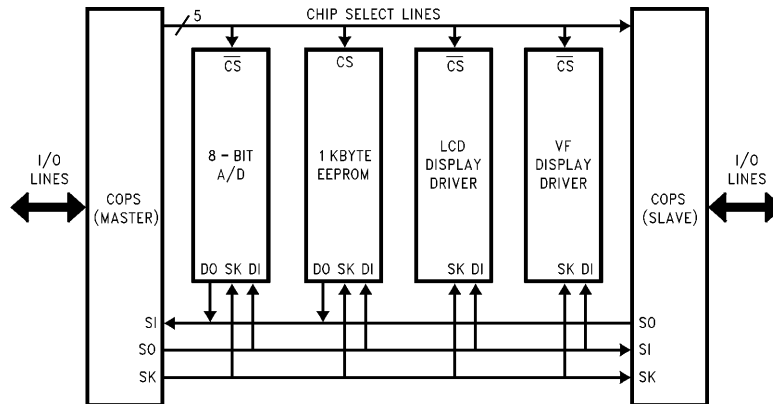 5
CHIP SELECT LINES
CS
CS
CS
CS
I/O
LINES
COPS
(MASTER)
8 - BIT
A/D
1 KBYTE
EEPROM
LCD
DISPLAY
DRIVER
VF
DISPLAY
DRIVER
COPS
(SLAVE)
I/O
LINES
DO SK DI
DO SK DI
SK DI
SK DI
SI
SO
SO
SI
SK
SK